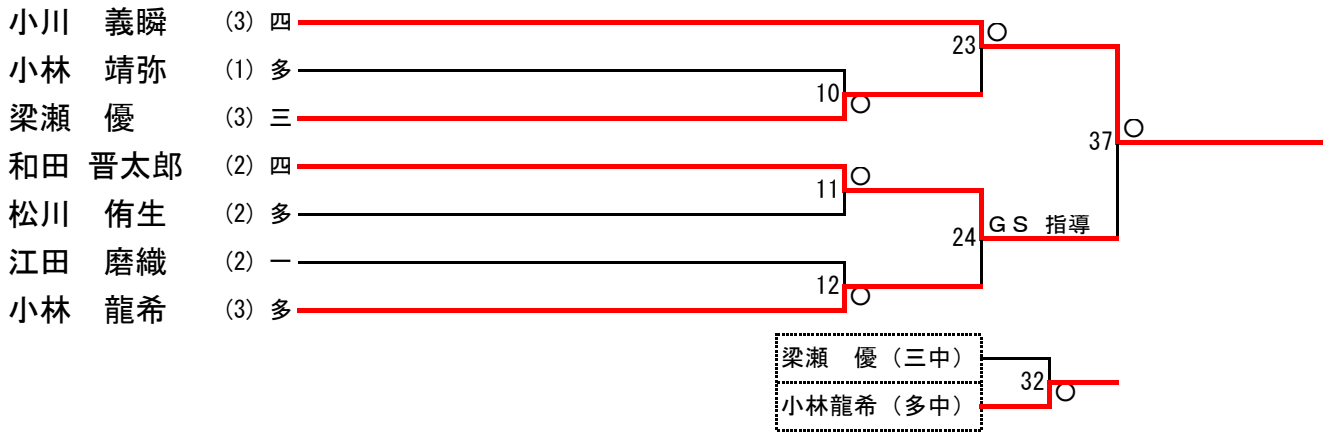 小川　義瞬　(3) 四
23 ○
小林　靖弥　(1) 多
10 ○
梁瀬　優　(3) 三
37 ○
和田 晋太郎　(2) 四
11 ○
松川　侑生　(2) 多
24 ＧＳ 指導
江田　磨織　(2) 一
12 ○
小林　龍希　(3) 多
梁瀬　優（三中）
32 ○
小林龍希（多中）